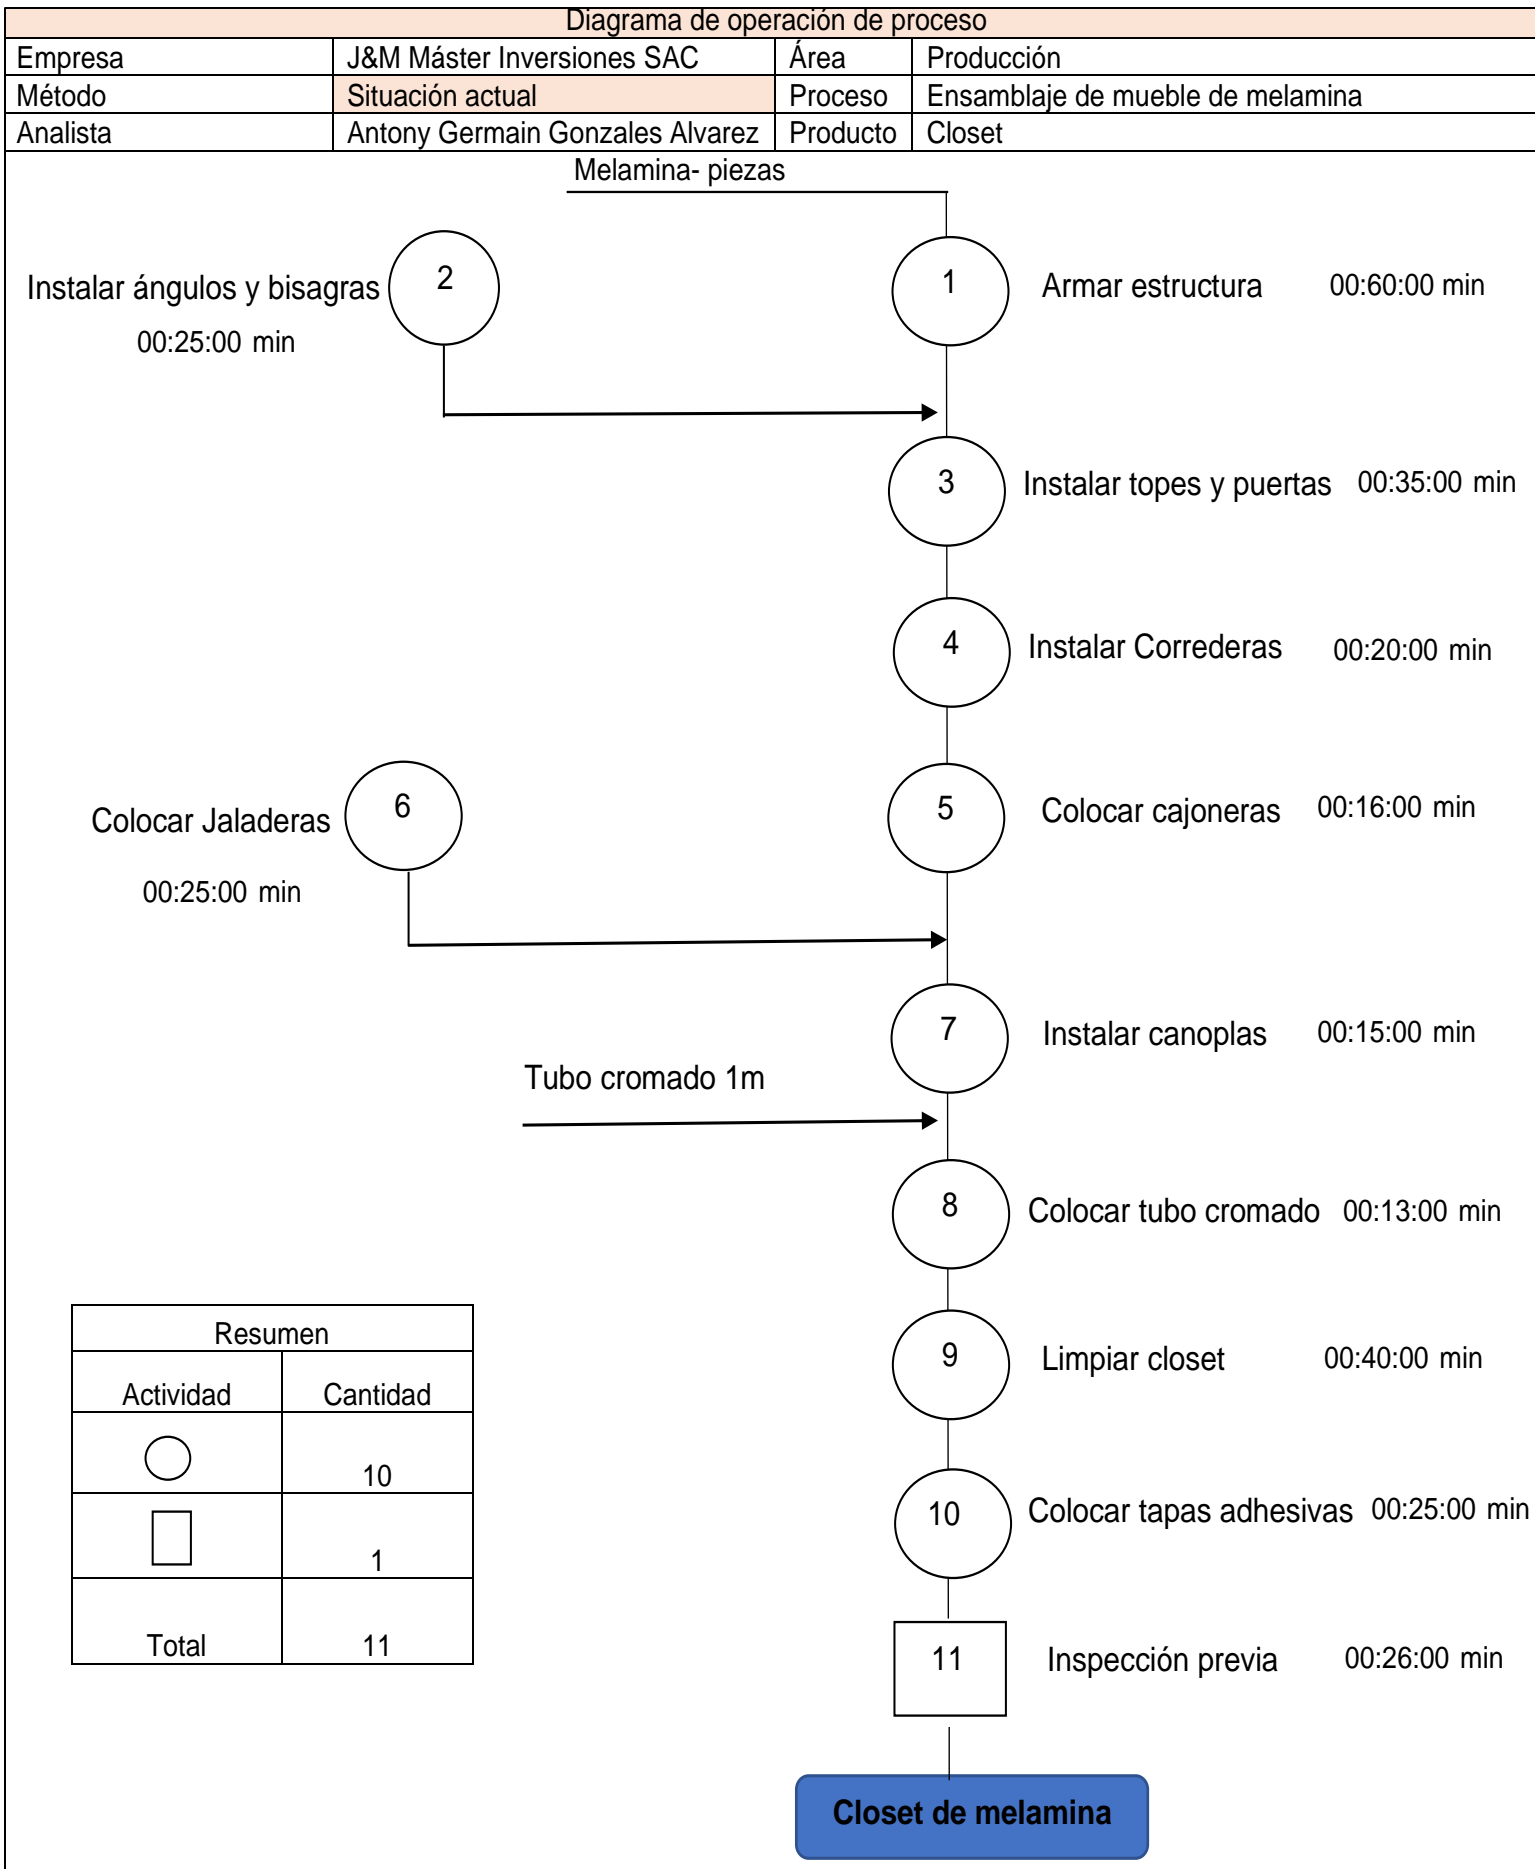 Diagrama de operación de proceso
Empresa J&M Máster Inversiones SAC Área Producción
Método Situación actual Proceso Ensamblaje de mueble de melamina
Analista Antony Germain Gonzales Alvarez Producto Closet
Melamina- piezas
2
Instalar ángulos y bisagras
00:25:00 min
1 Armar estructura 00:60:00 min
3 Instalar topes y puertas 00:35:00 min
4 Instalar Correderas 00:20:00 min
5 Colocar cajoneras 00:16:00 min
6
Colocar Jaladeras
00:25:00 min
7 Instalar canoplas 00:15:00 min
Tubo cromado 1m
8 Colocar tubo cromado 00:13:00 min
9 Limpiar closet 00:40:00 min
10 Colocar tapas adhesivas 00:25:00 min
11 Inspección previa 00:26:00 min
Closet de melamina
Resumen
Actividad Cantidad
10
1
Total 11